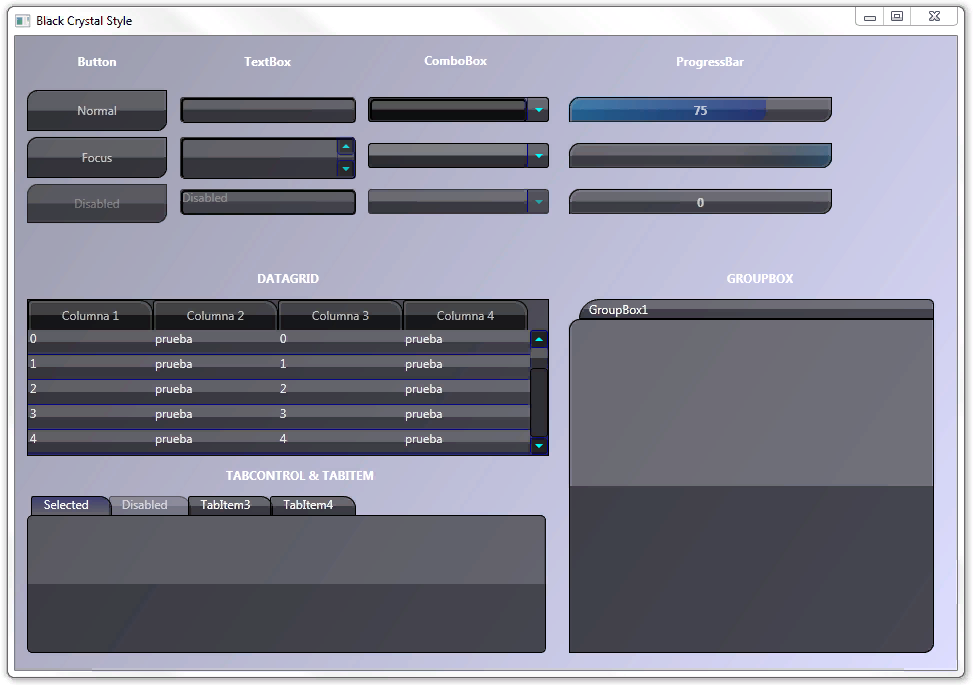 Black Crystal Style
Button TextBox ComboBox ProgressBar
Normal 75
Focus
Disabled Disabled 0
DATAGRID GROUPBOX
Columna 1 Columna 2 Columna 3 Columna 4 GroupBox1
0 prueba 0 prueba
1 prueba 1 prueba
2 prueba 2 prueba
3 prueba 3 prueba
4 prueba 4 prueba
TABCONTROL & TABITEM
Selected Disabled TabItem3 TabItem4